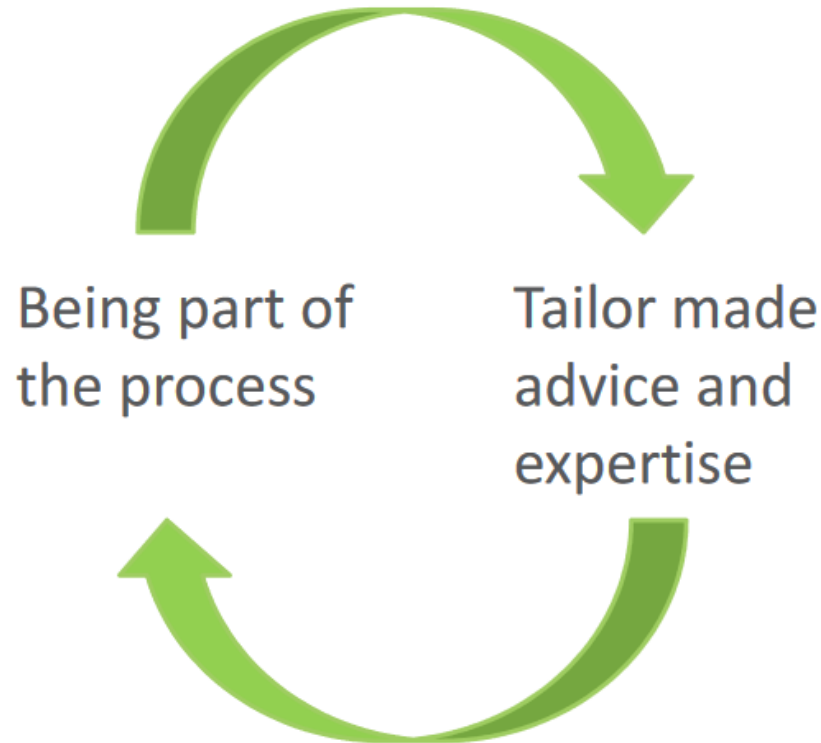 Being part of
the process
Tailor made
advice and
expertise